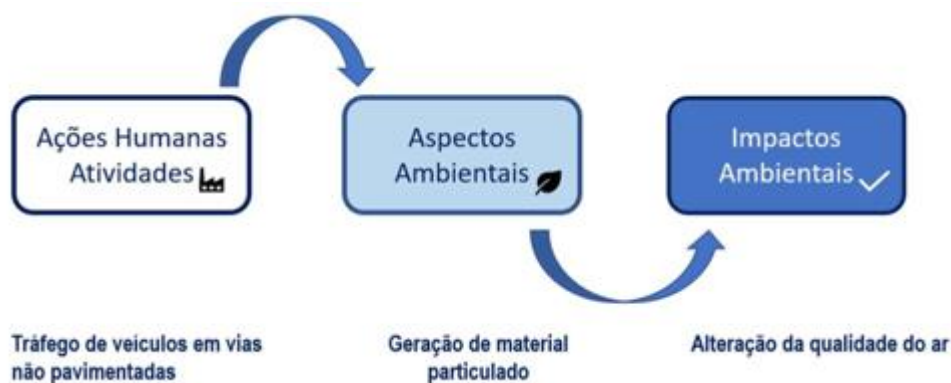 Ações Humanas
Atividades
Aspectos
Ambientais
Impactos
Ambientais
Tráfego de veículos em vias
não pavimentadas
Geração de material
particulado
Alteração da qualidade do ar